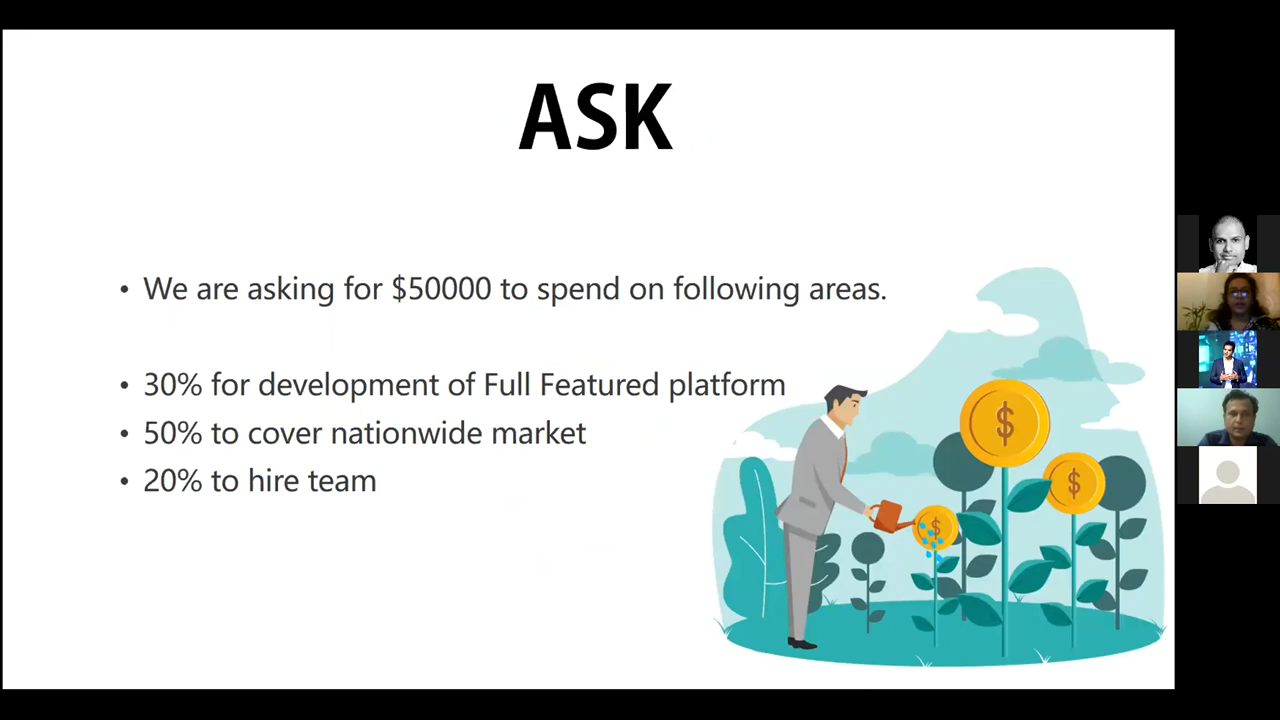 ASK
• We are asking for $50000 to spend on following areas.
• 30% for development of Full Featured platform
• 50% to cover nationwide market
• 20% to hire team
$
$
$